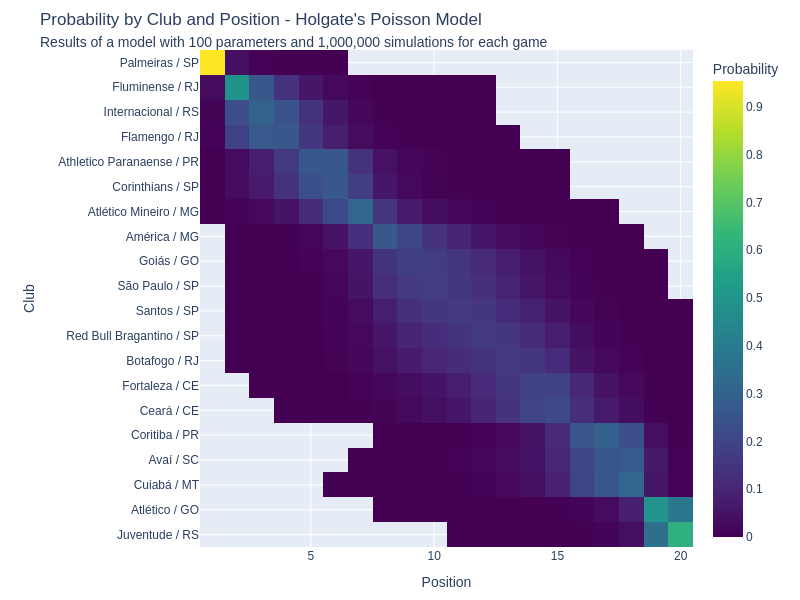 Probability by Club and Position - Holgate's Poisson Model
Results of a model with 100 parameters and 1,000,000 simulations for each game
Palmeiras / SP
Fluminense / RJ
Internacional / RS
Flamengo / RJ
Athletico Paranaense / PR
Corinthians / SP
Atlético Mineiro / MG
América / MG
Goiás / GO
São Paulo / SP
Santos / SP
Red Bull Bragantino / SP
Botafogo / RJ
Fortaleza / CE
Ceará / CE
Coritiba / PR
Avaí / SC
Cuiabá / MT
Atlético / GO
Juventude / RS
Club
5
10
15
20
Position
Probability
0.9
0.8
0.7
0.6
0.5
0.4
0.3
0.2
0.1
0